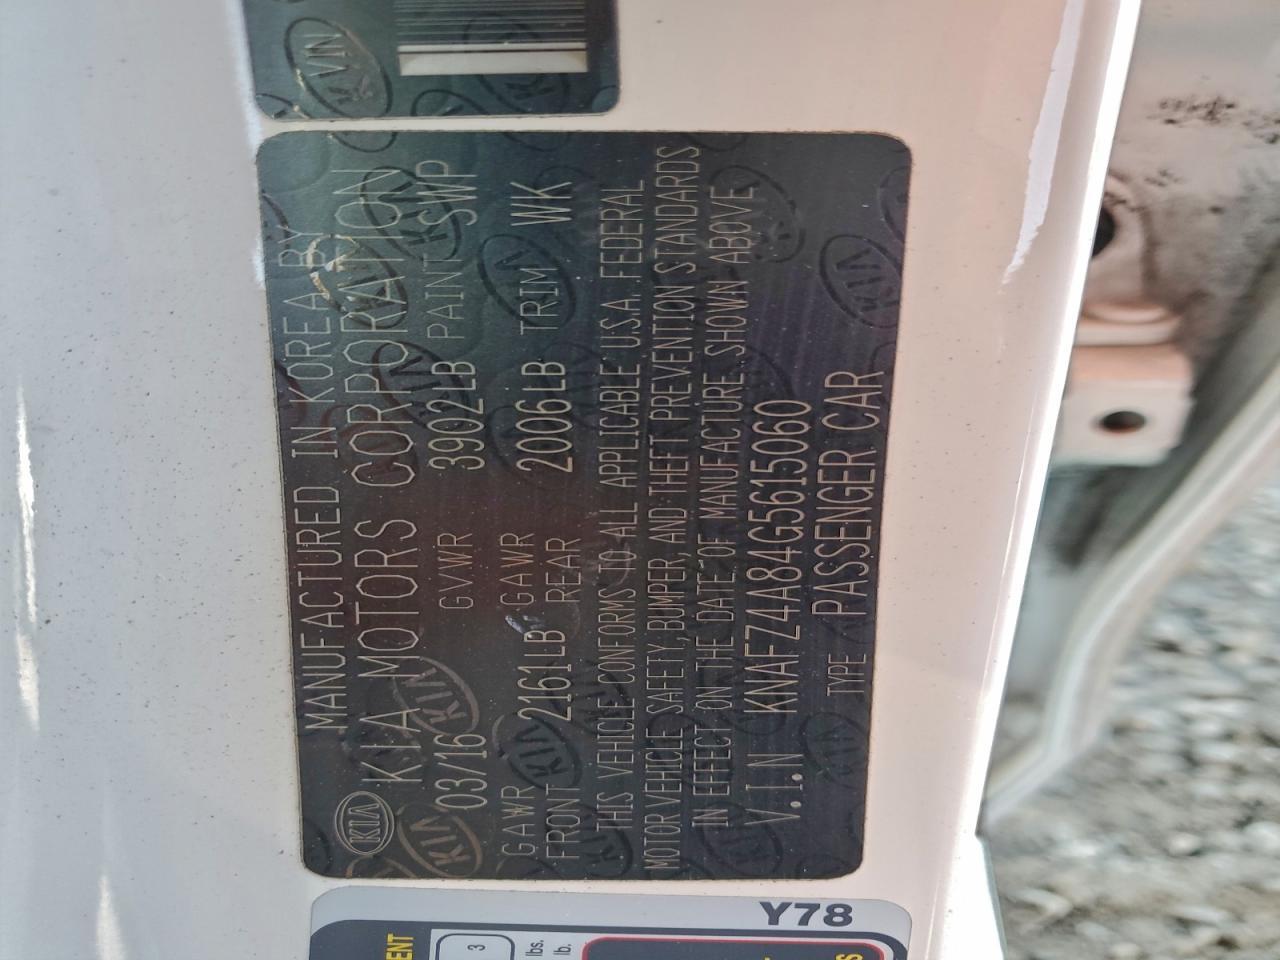 MANUFACTURED IN KOREA BY
KIA KIA MOTORS CORPORATION
03/16 GVWR 3902LB PAINT SWP
GAWR FRONT 2161LB GAWR REAR 2006LB TRIM WK
THIS VEHICLE CONFORMS TO ALL APPLICABLE U.S.A. FEDERAL
MOTOR VEHICLE SAFETY, BUMPER, AND THEFT PREVENTION STANDARDS
IN EFFECT ON THE DATE OF MANUFACTURE SHOWN ABOVE
V.I.N KNAFZ4A84G5615060
TYPE PASSENGER CAR
Y78
3
lbs.
lb.